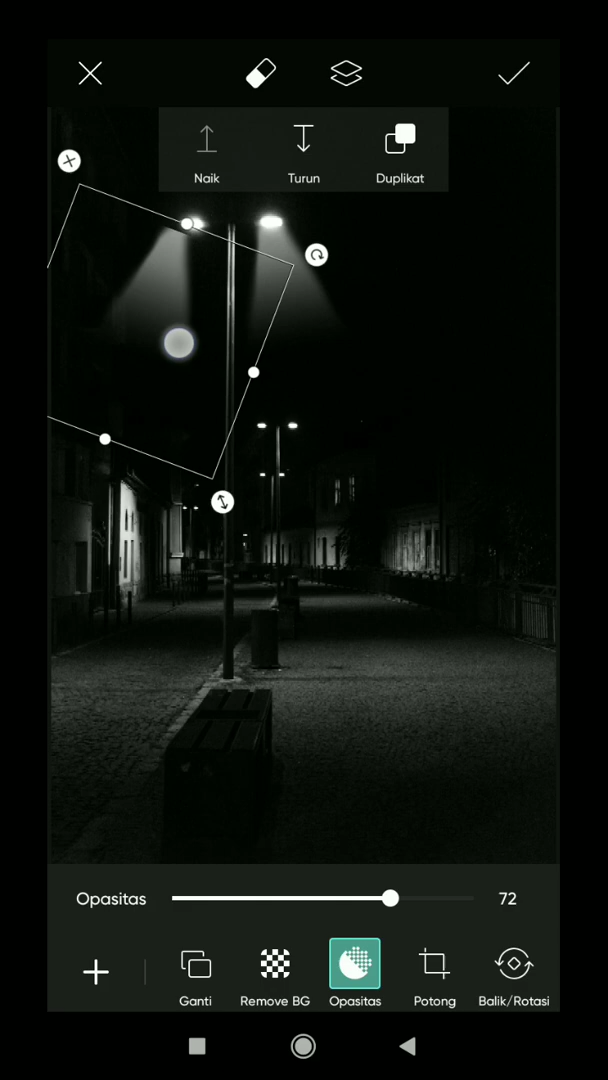 Naik
Turun
Duplikat
Opasitas
72
Ganti
Remove BG
Opasitas
Potong
Balik/Rotasi